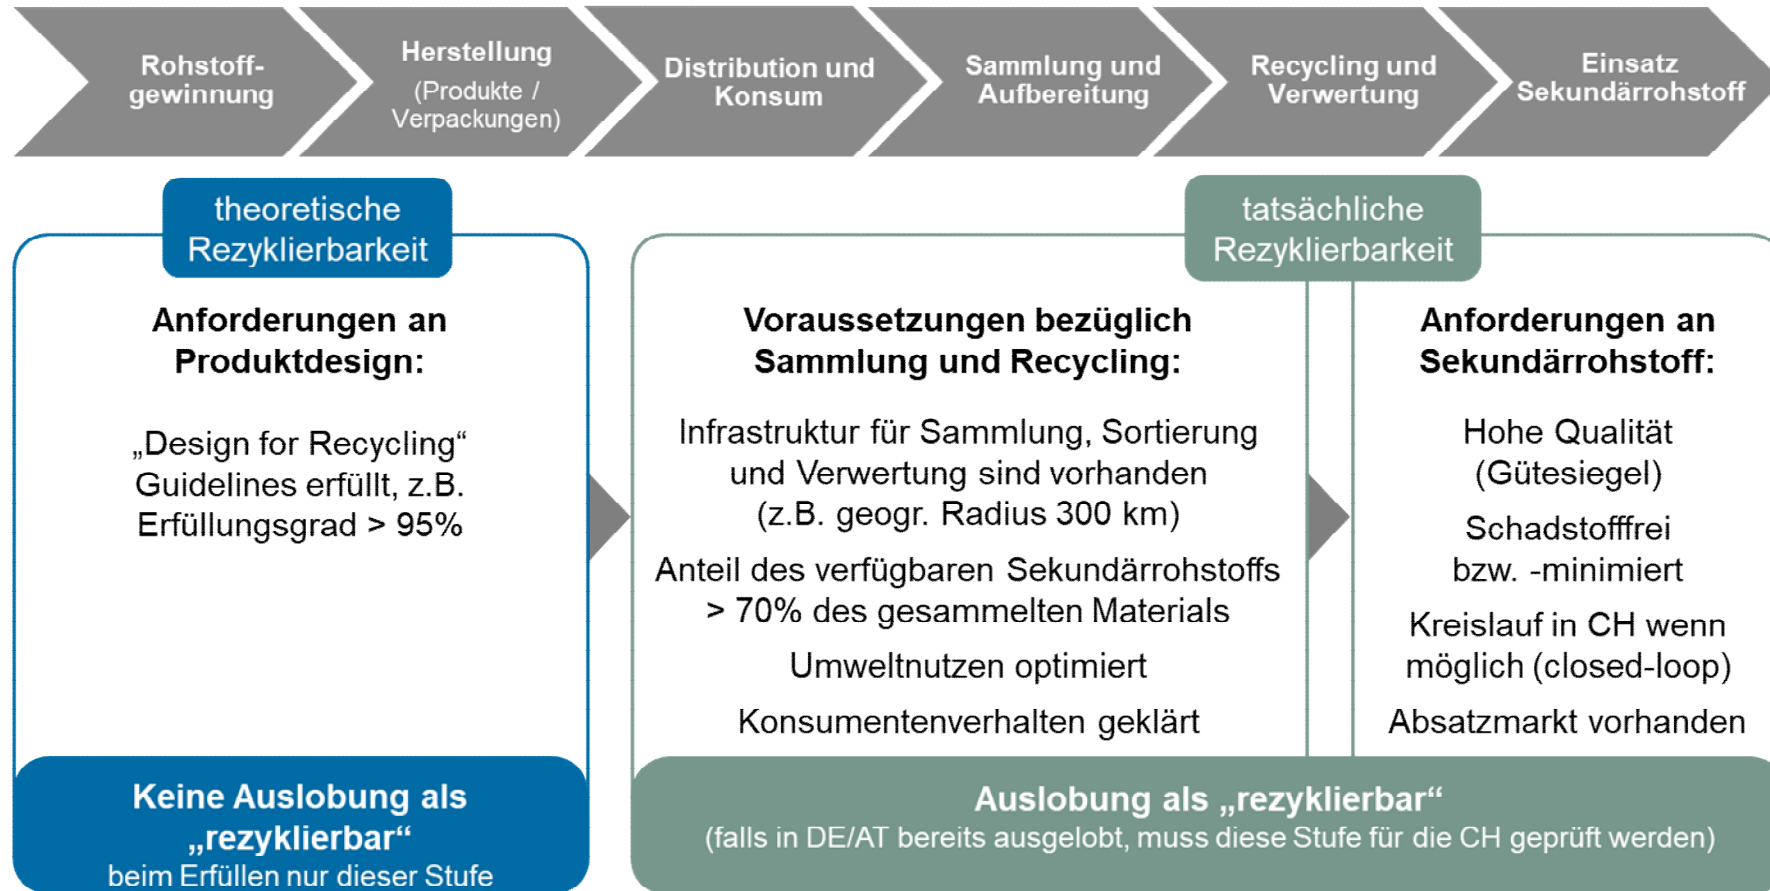 Rohstoff-
gewinnung
Herstellung
(Produkte /
Verpackungen)
Distribution und
Konsum
Sammlung und
Aufbereitung
Recycling und
Verwertung
Einsatz
Sekundärrohstoff
theoretische
Rezyklierbarkeit
Anforderungen an
Produktdesign:
„Design for Recycling“
Guidelines erfüllt, z.B.
Erfüllungsgrad > 95%
Keine Auslobung als
„rezyklierbar“
beim Erfüllen nur dieser Stufe
tatsächliche
Rezyklierbarkeit
Voraussetzungen bezüglich
Sammlung und Recycling:
Infrastruktur für Sammlung, Sortierung
und Verwertung sind vorhanden
(z.B. geogr. Radius 300 km)
Anteil des verfügbaren Sekundärrohstoffs
> 70% des gesammelten Materials
Umweltnutzen optimiert
Konsumentenverhalten geklärt
Anforderungen an
Sekundärrohstoff:
Hohe Qualität
(Gütesiegel)
Schadstofffrei
bzw. -minimiert
Kreislauf in CH wenn
möglich (closed-loop)
Absatzmarkt vorhanden
Auslobung als „rezyklierbar“
(falls in DE/AT bereits ausgelobt, muss diese Stufe für die CH geprüft werden)